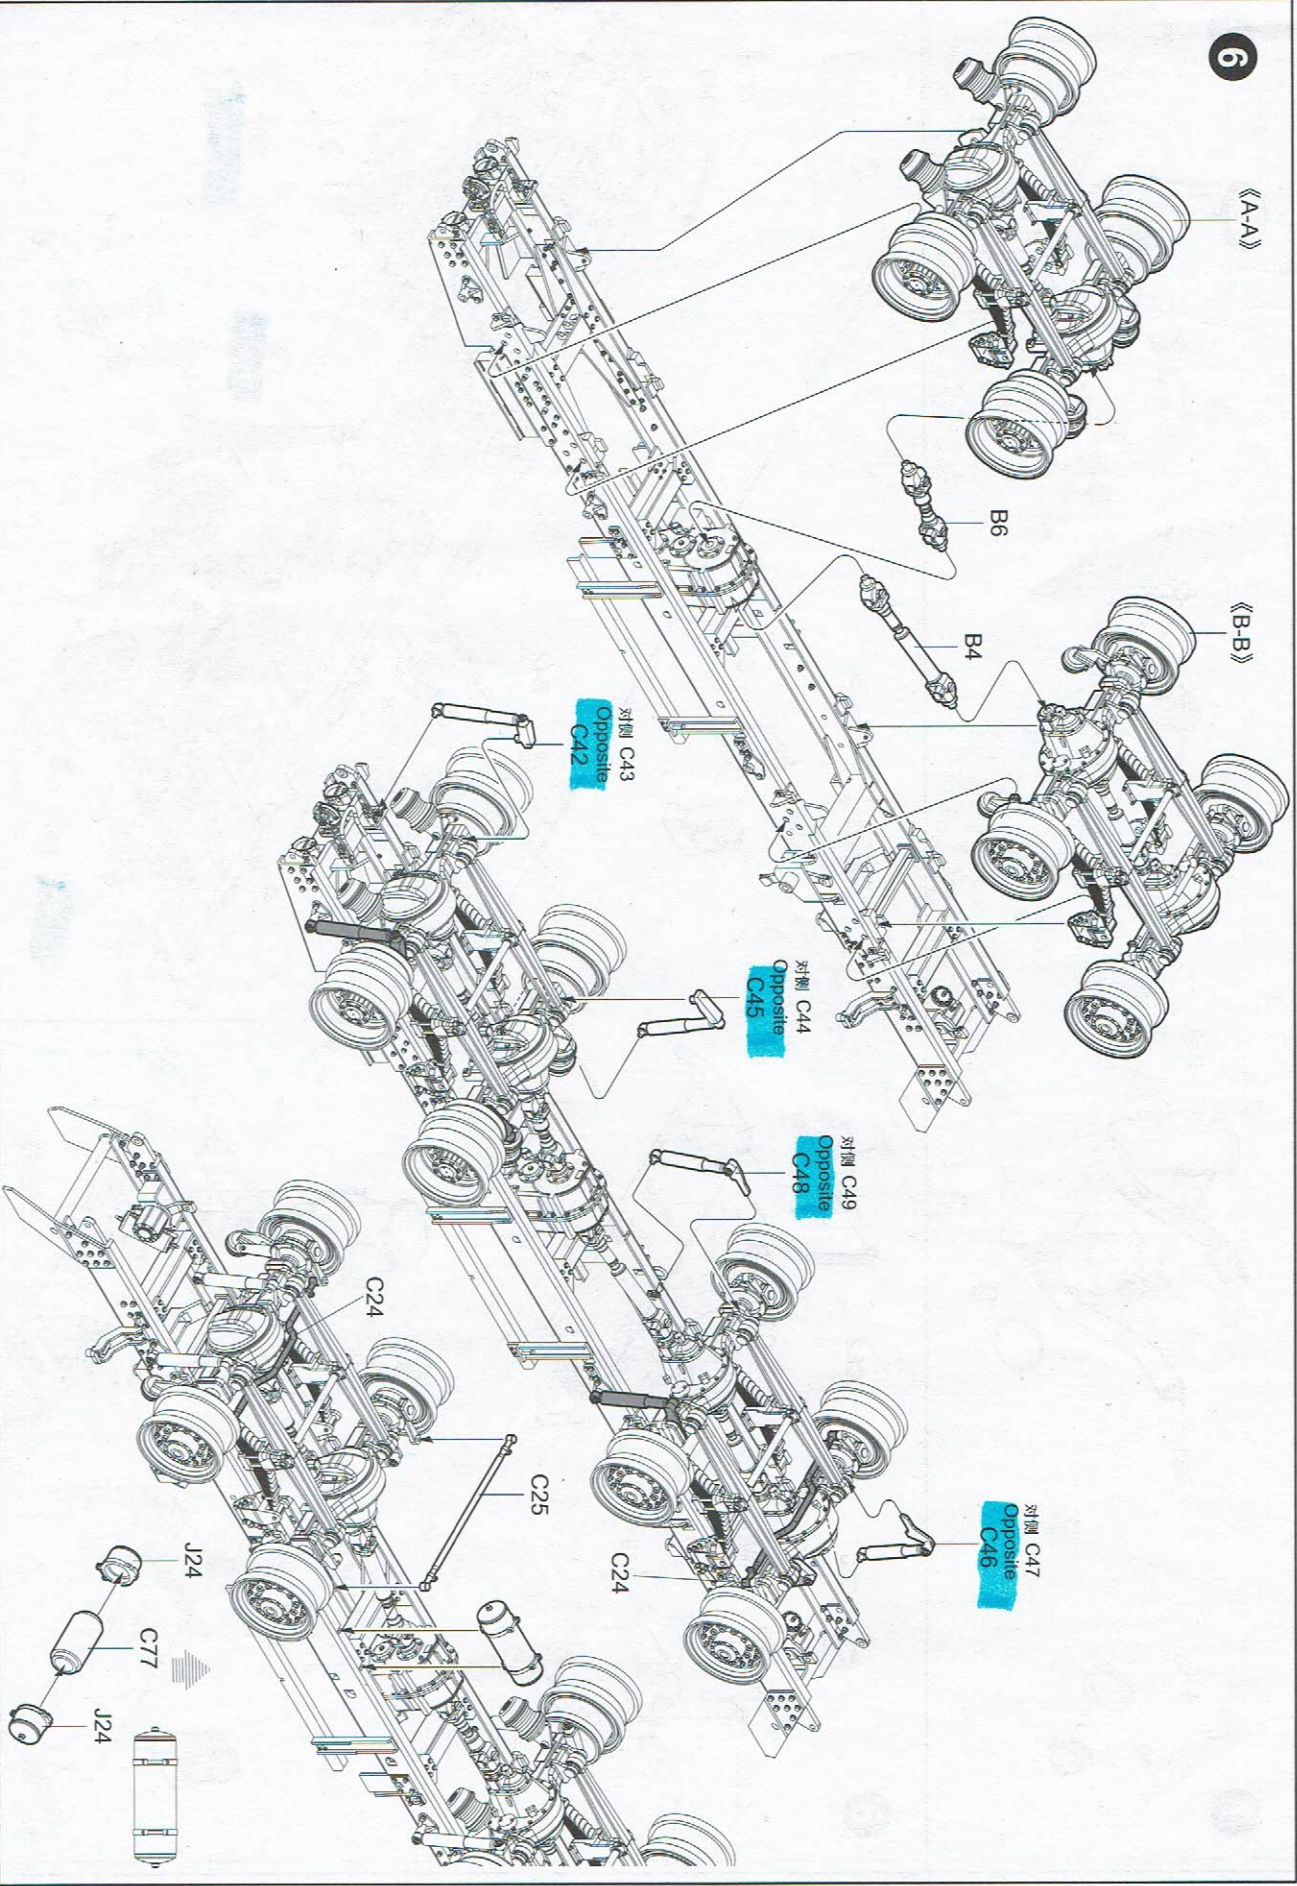 6
《A-A》
B6
《B-B》
B4
对侧 C43
Opposite
C42
对侧 C44
Opposite
C45
对侧 C49
Opposite
C48
对侧 C47
Opposite
C46
C24
C24
C25
J24
C77
J24